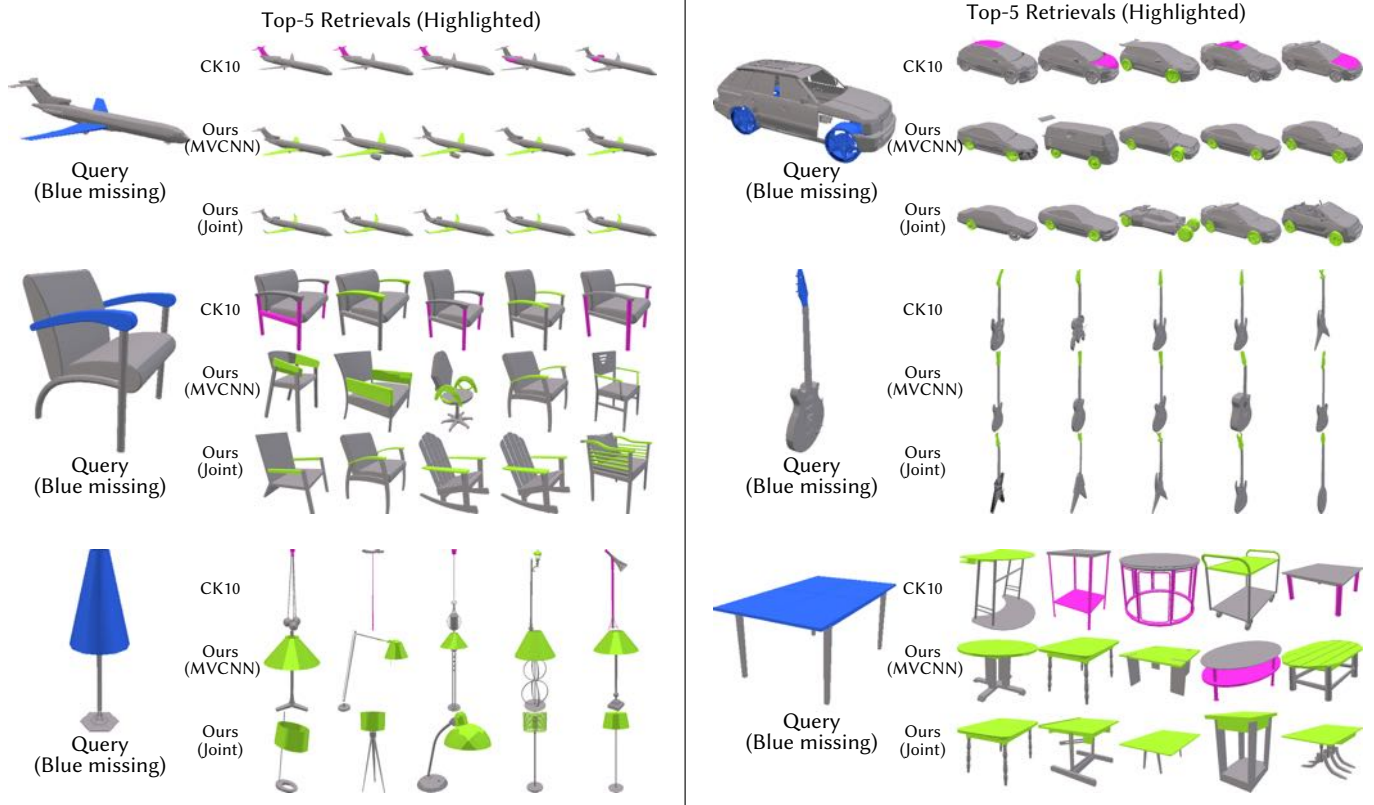 Top-5 Retrievals (Highlighted)
CK10
Ours
(MVCNN)
Query
(Blue missing)
Ours
(Joint)
CK10
Ours
(MVCNN)
Ours
(Joint)
Query
(Blue missing)
CK10
Ours
(MVCNN)
Ours
(Joint)
Query
(Blue missing)
Top-5 Retrievals (Highlighted)
CK10
Ours
(MVCNN)
Query
(Blue missing)
Ours
(Joint)
CK10
Ours
(MVCNN)
Ours
(Joint)
Query
(Blue missing)
CK10
Ours
(MVCNN)
Query
(Blue missing)
Ours
(Joint)